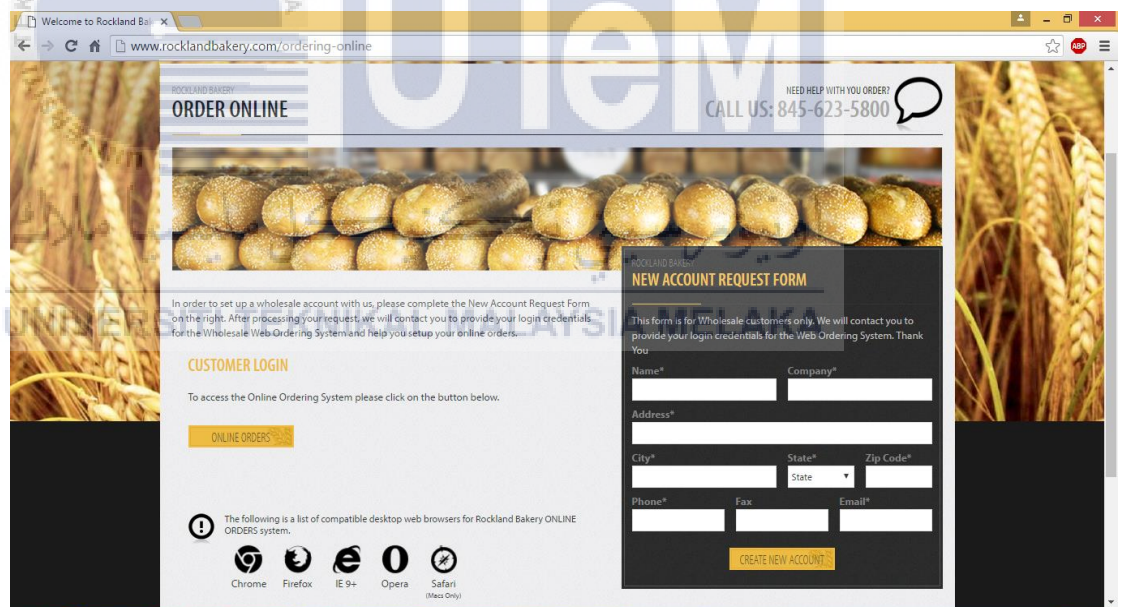 Welcome to Rockland Bak
www.rocklandbakery.com/ordering-online
ABP
UTeM
ROCKLAND BAKERY
ORDER ONLINE
NEED HELP WITH YOU ORDER?
CALL US: 845-623-5800
In order to set up a wholesale account with us, please complete the New Account Request Form
on the right. After processing your request, we will contact you to provide your login credentials
for the Wholesale Web Ordering System and help you setup your online orders.
UNIVERSITI TEKNIKAL MALAYSIA MELAKA
CUSTOMER LOGIN
To access the Online Ordering System please click on the button below.
ONLINE ORDERS
The following is a list of compatible desktop web browsers for Rockland Bakery ONLINE
ORDERS system.
Chrome Firefox IE 9+ Opera Safari
(Macs Only)
ROCKLAND BAKERY
NEW ACCOUNT REQUEST FORM
This form is for Wholesale customers only. We will contact you to
provide your login credentials for the Web Ordering System. Thank
You
Name* Company*
Address*
City* State* Zip Code*
State
Phone* Fax Email*
CREATE NEW ACCOUNT